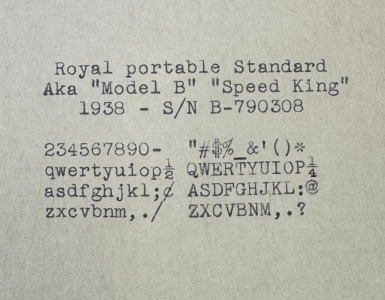 Royal portable Standard
Aka "Model B" "Speed King"
1938 - S/N B-790308
234567890- "#$%_&'()*
qwertyuiop½ QWERTYUIOP¼
asdfghjkl;¢ ASDFGHJKL:@
zxcvbnm,./ ZXCVBNM,.?